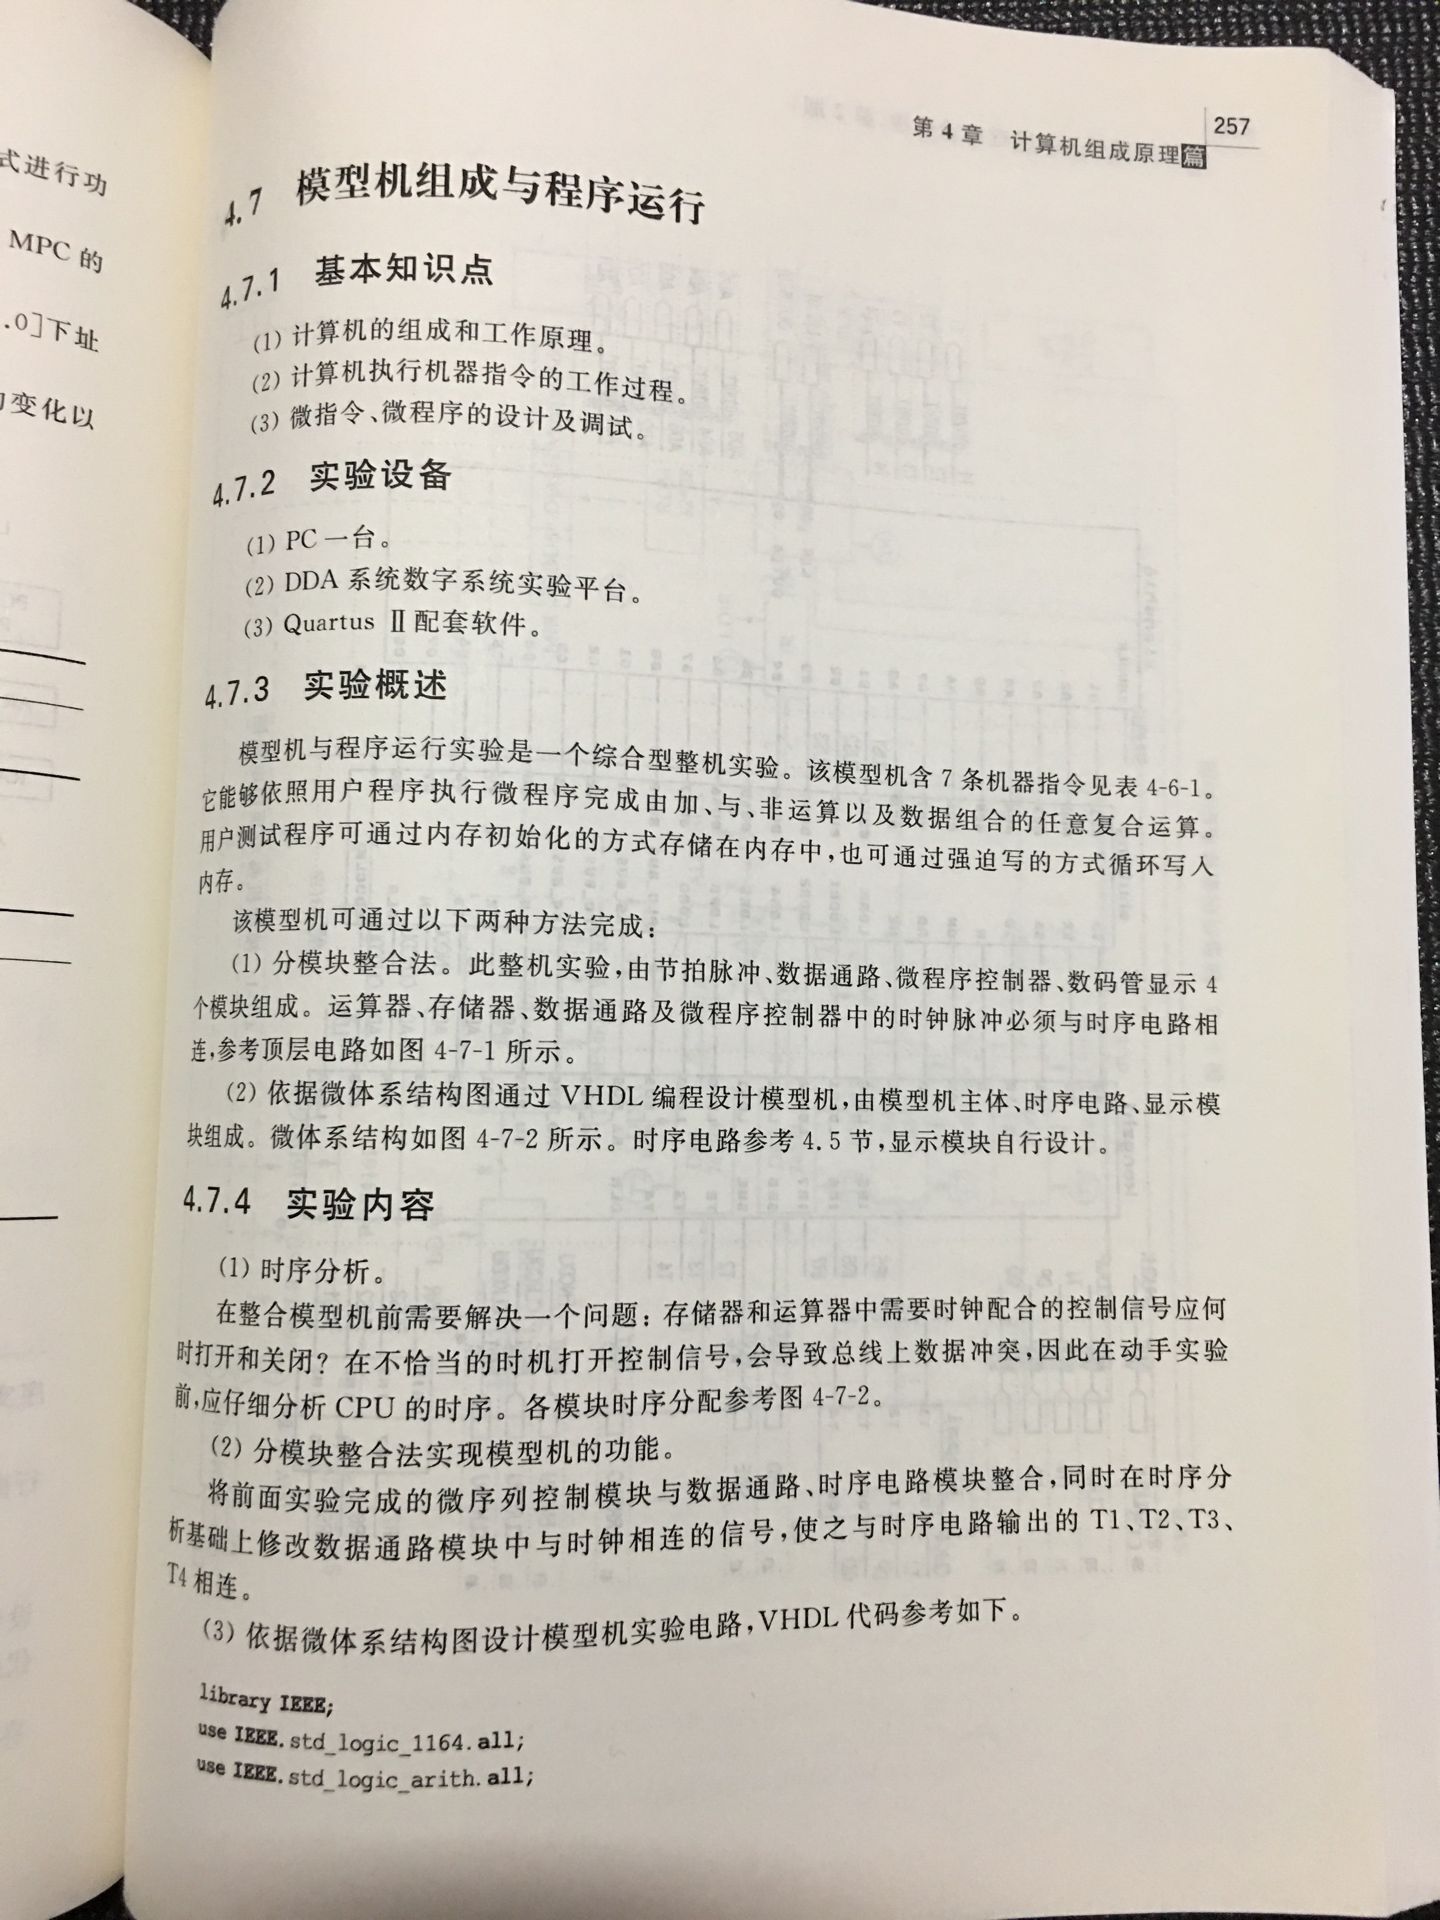 式进行功
MPC 的
.0]下址
变化以
第 4 章 计算机组成原理篇
257
4.7 模型机组成与程序运行
4.7.1 基本知识点
(1) 计算机的组成和工作原理。
(2) 计算机执行机器指令的工作过程。
(3) 微指令、微程序的设计及调试。
4.7.2 实验设备
(1) PC 一台。
(2) DDA 系统数字系统实验平台。
(3) Quartus Ⅱ 配套软件。
4.7.3 实验概述
模型机与程序运行实验是一个综合型整机实验。该模型机含 7 条机器指令见表 4-6-1。
它能够依照用户程序执行微程序完成由加、与、非运算以及数据组合的任意复合运算。
用户测试程序可通过内存初始化的方式存储在内存中,也可通过强迫写的方式循环写入
内存。
该模型机可通过以下两种方法完成:
(1) 分模块整合法。此整机实验,由节拍脉冲、数据通路、微程序控制器、数码管显示 4
个模块组成。运算器、存储器、数据通路及微程序控制器中的时钟脉冲必须与时序电路相
连,参考顶层电路如图 4-7-1 所示。
(2) 依据微体系结构图通过 VHDL 编程设计模型机,由模型机主体、时序电路、显示模
块组成。微体系结构如图 4-7-2 所示。时序电路参考 4.5 节,显示模块自行设计。
4.7.4 实验内容
(1) 时序分析。
在整合模型机前需要解决一个问题: 存储器和运算器中需要时钟配合的控制信号应何
时打开和关闭? 在不恰当的时机打开控制信号,会导致总线上数据冲突,因此在动手实验
前,应仔细分析 CPU 的时序。各模块时序分配参考图 4-7-2。
(2) 分模块整合法实现模型机的功能。
将前面实验完成的微序列控制模块与数据通路、时序电路模块整合,同时在时序分
析基础上修改数据通路模块中与时钟相连的信号,使之与时序电路输出的 T1、T2、T3、
T4 相连。
(3) 依据微体系结构图设计模型机实验电路,VHDL 代码参考如下。
library IEEE;
use IEEE.std_logic_1164.all;
use IEEE.std_logic_arith.all;